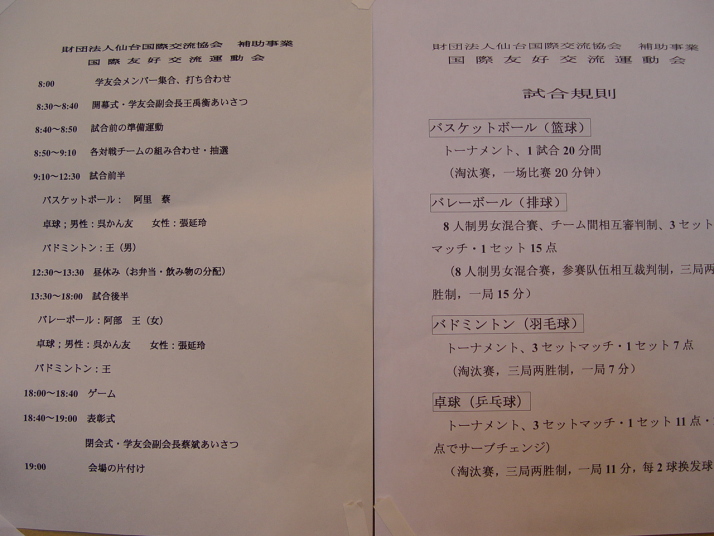 財団法人仙台国際交流協会　補助事業
国際友好交流運動会
8:00　学友会メンバー集合、打ち合わせ
8:30～8:40　開幕式・学友会副会長王禹衡あいさつ
8:40～8:50　試合前の準備運動
8:50～9:10　各対戦チームの組み合わせ・抽選
9:10～12:30　試合前半
バスケットボール：　阿里　蔡
卓球；男性：呉かん友　　女性：張延玲
バドミントン：王（男）
12:30～13:30　昼休み（お弁当・飲み物の分配）
13:30～18:00　試合後半
バレーボール：阿部　王（女）
卓球；男性：呉かん友　　女性：張延玲
バドミントン：王
18:00～18:40　ゲーム
18:40～19:00　表彰式
閉会式・学友会副会長蔡斌あいさつ
19:00　会場の片付け
財団法人仙台国際交流協会　補助事業
国際友好交流運動会
試合規則
バスケットボール（篮球）
トーナメント、1試合20分間
（淘汰赛，一场比赛20分钟）
バレーボール（排球）
8人制男女混合賽、チーム間相互審判制、3セット
マッチ・1セット15点
（8人制男女混合赛，参赛队伍相互裁判制，三局两
胜制，一局15分）
バドミントン（羽毛球）
トーナメント、3セットマッチ・1セット7点
（淘汰赛，三局两胜制，一局7分）
卓球（乒乓球）
トーナメント、3セットマッチ・1セット11点・
点でサーブチェンジ）
（淘汰赛，三局两胜制，一局11分，每2球换发球